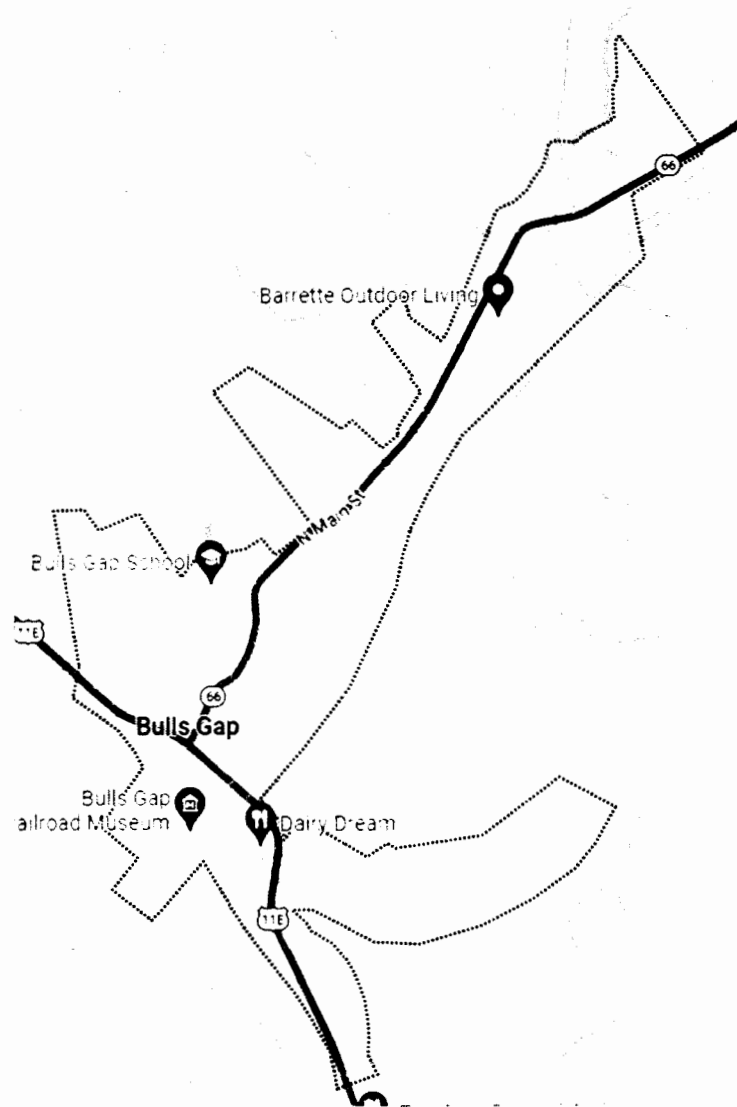 66
Barrette Outdoor Living
N Main St
Bulls Gap School
11E
66
Bulls Gap
Bulls Gap
ailroad Museum
Dairy Dream
11E